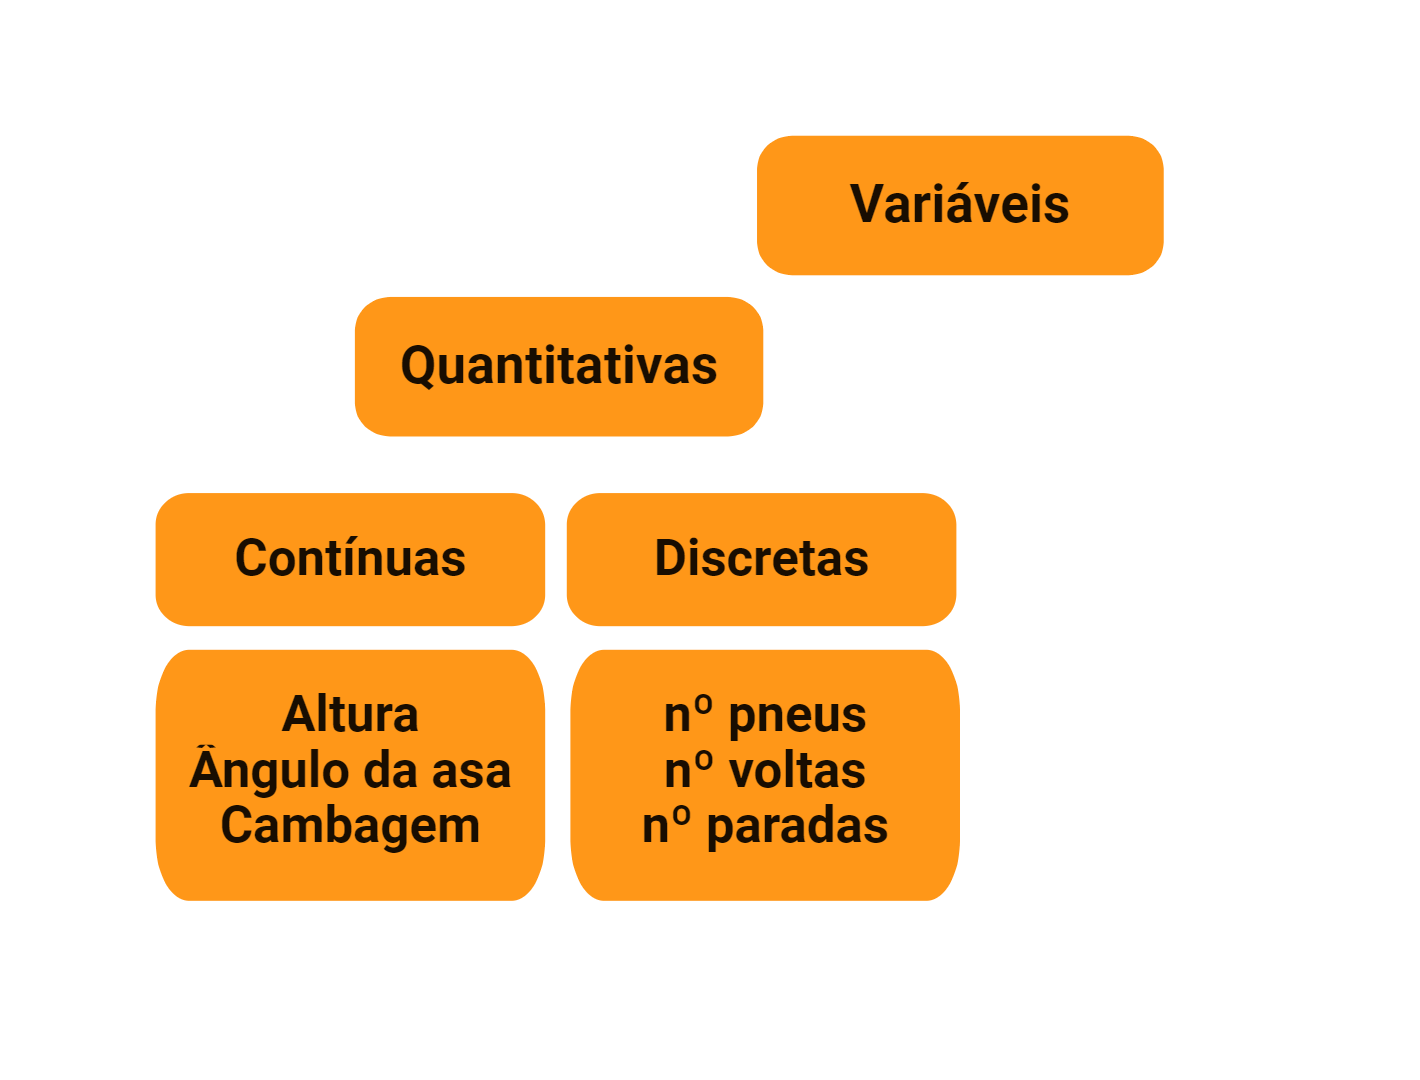 Variáveis
Quantitativas
Contínuas
Discretas
Altura
Ângulo da asa
Cambagem
nº pneus
nº voltas
nº paradas